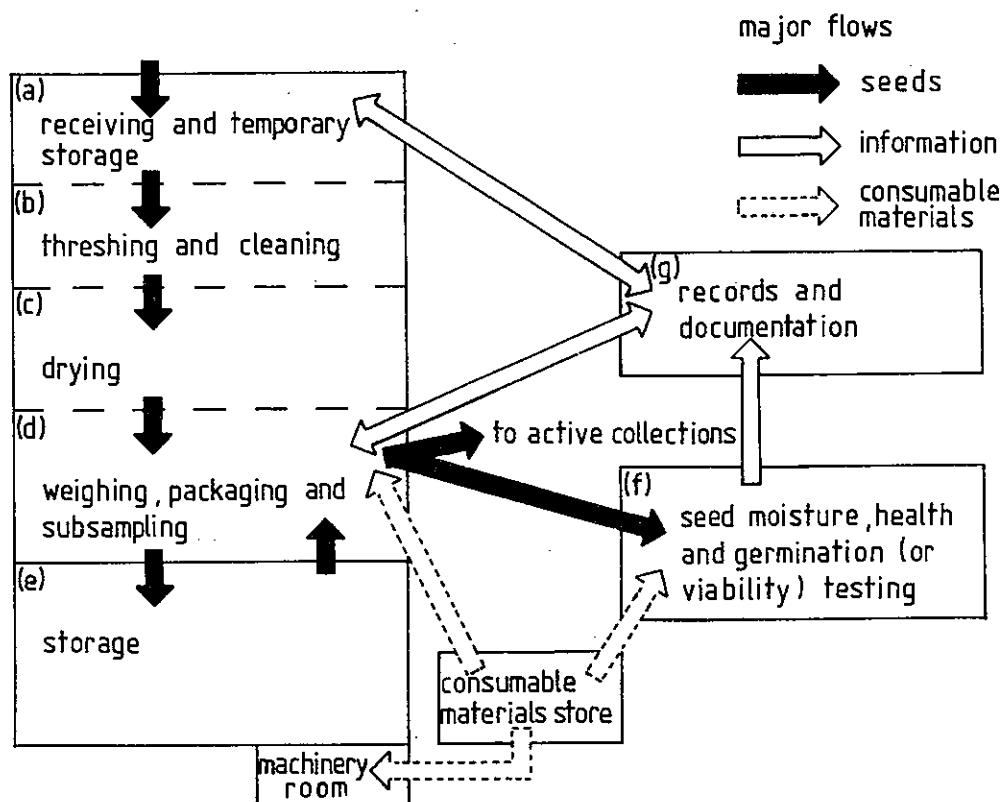 major flows
seeds
information
consumable
materials
(a)
receiving and temporary
storage
(b)
threshing and cleaning
(c)
drying
(d)
weighing, packaging and
subsampling
(e)
storage
machinery
room
consumable
materials store
to active collections
(g)
records and
documentation
(f)
seed moisture, health
and germination (or
viability) testing